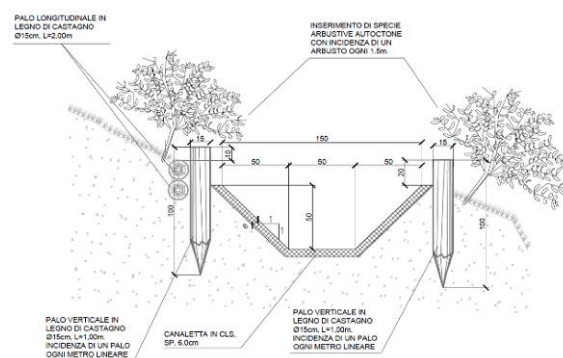 PALO LONGITUDINALE IN
LEGNO DI CASTAGNO
Ø15cm, L=2,00m
INSERIMENTO DI SPECIE
ARBUSTIVE AUTOCTONE
CON INCIDENZA DI UN
ARBUSTO OGNI 1.5m.
15
150
15
10
50
50
50
20
100
50
1
1
6
100
PALO VERTICALE IN
LEGNO DI CASTAGNO
Ø15cm, L=1,00m.
INCIDENZA DI UN PALO
OGNI METRO LINEARE
CANALETTA IN CLS.
SP. 6.0cm
PALO VERTICALE IN
LEGNO DI CASTAGNO
Ø15cm, L=1,00m.
INCIDENZA DI UN PALO
OGNI METRO LINEARE